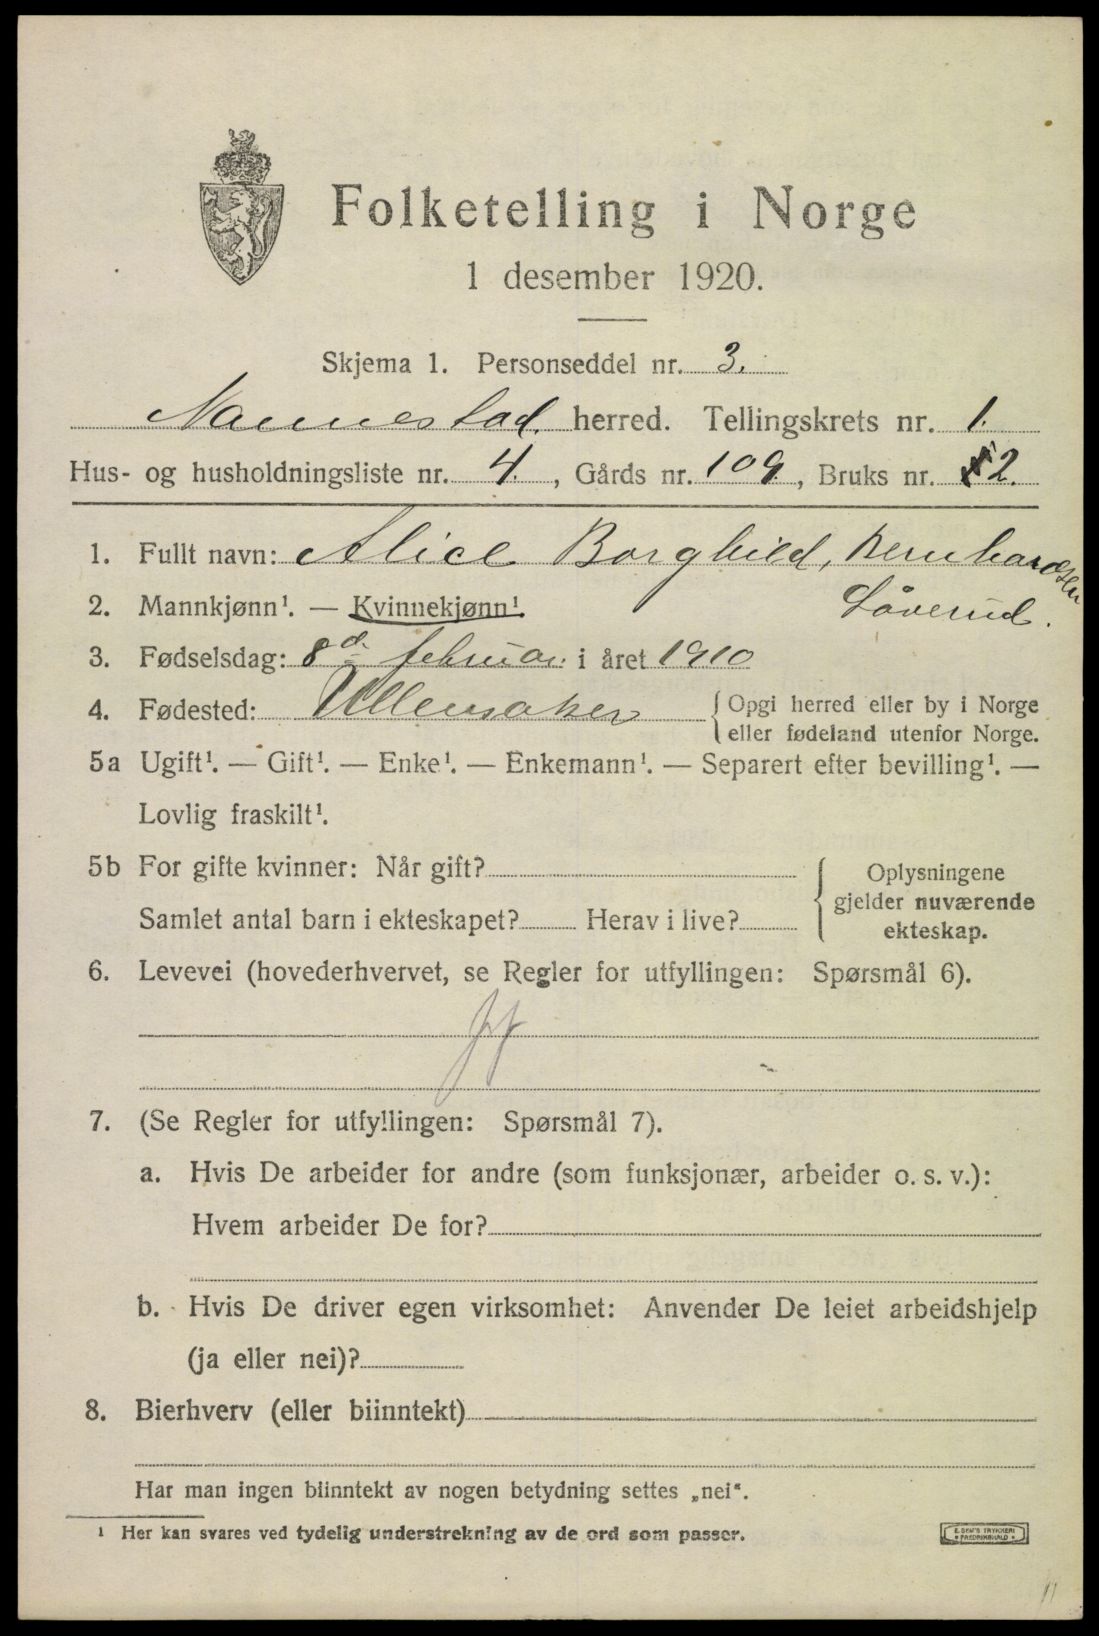 Folketelling i Norge
1 desember 1920.
Skjema 1. Personseddel nr. 3.
Nannestad herred. Tellingskrets nr. 1.
Hus- og husholdningsliste nr. 4. , Gårds nr. 109. , Bruks nr. 2.
1. Fullt navn: Alice Borghild, Bernhardsen
Låverud.
2. Mannkjønn¹. — Kvinnekjønn¹.
3. Fødselsdag: 8de februar i året 1910
4. Fødested: Ullensaker { Opgi herred eller by i Norge
eller fødeland utenfor Norge.
5a Ugift¹. — Gift¹. — Enke¹. — Enkemann¹. — Separert efter bevilling¹. —
Lovlig fraskilt¹.
5b For gifte kvinner: Når gift? { Oplysningene
gjelder nuværende
Samlet antal barn i ekteskapet? Herav i live? ekteskap.
6. Levevei (hovederhvervet, se Regler for utfyllingen: Spørsmål 6).
7. (Se Regler for utfyllingen: Spørsmål 7).
a. Hvis De arbeider for andre (som funksjonær, arbeider o. s. v.):
Hvem arbeider De for?
b. Hvis De driver egen virksomhet: Anvender De leiet arbeidshjelp
(ja eller nei)?
8. Bierhverv (eller biinntekt)
Har man ingen biinntekt av nogen betydning settes „nei".
¹ Her kan svares ved tydelig understrekning av de ord som passer.
E. SEM'S TRYKKERI
FREDRIKSHALD